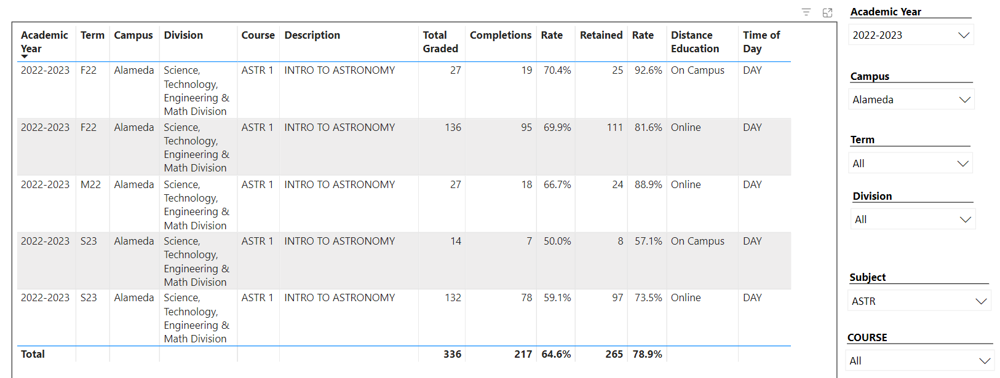 Academic Year
2022-2023
Campus
Alameda
Term
All
Division
All
Subject
ASTR
COURSE
All
Academic Year Term Campus Division Course Description Total Graded Completions Rate Retained Rate Distance Education Time of Day
2022-2023 F22 Alameda Science, ASTR 1 INTRO TO ASTRONOMY 27 19 70.4% 25 92.6% On Campus DAY
Technology,
Engineering &
Math Division
2022-2023 F22 Alameda Science, ASTR 1 INTRO TO ASTRONOMY 136 95 69.9% 111 81.6% Online DAY
Technology,
Engineering &
Math Division
2022-2023 M22 Alameda Science, ASTR 1 INTRO TO ASTRONOMY 27 18 66.7% 24 88.9% Online DAY
Technology,
Engineering &
Math Division
2022-2023 S23 Alameda Science, ASTR 1 INTRO TO ASTRONOMY 14 7 50.0% 8 57.1% On Campus DAY
Technology,
Engineering &
Math Division
2022-2023 S23 Alameda Science, ASTR 1 INTRO TO ASTRONOMY 132 78 59.1% 97 73.5% Online DAY
Technology,
Engineering &
Math Division
Total 336 217 64.6% 265 78.9%